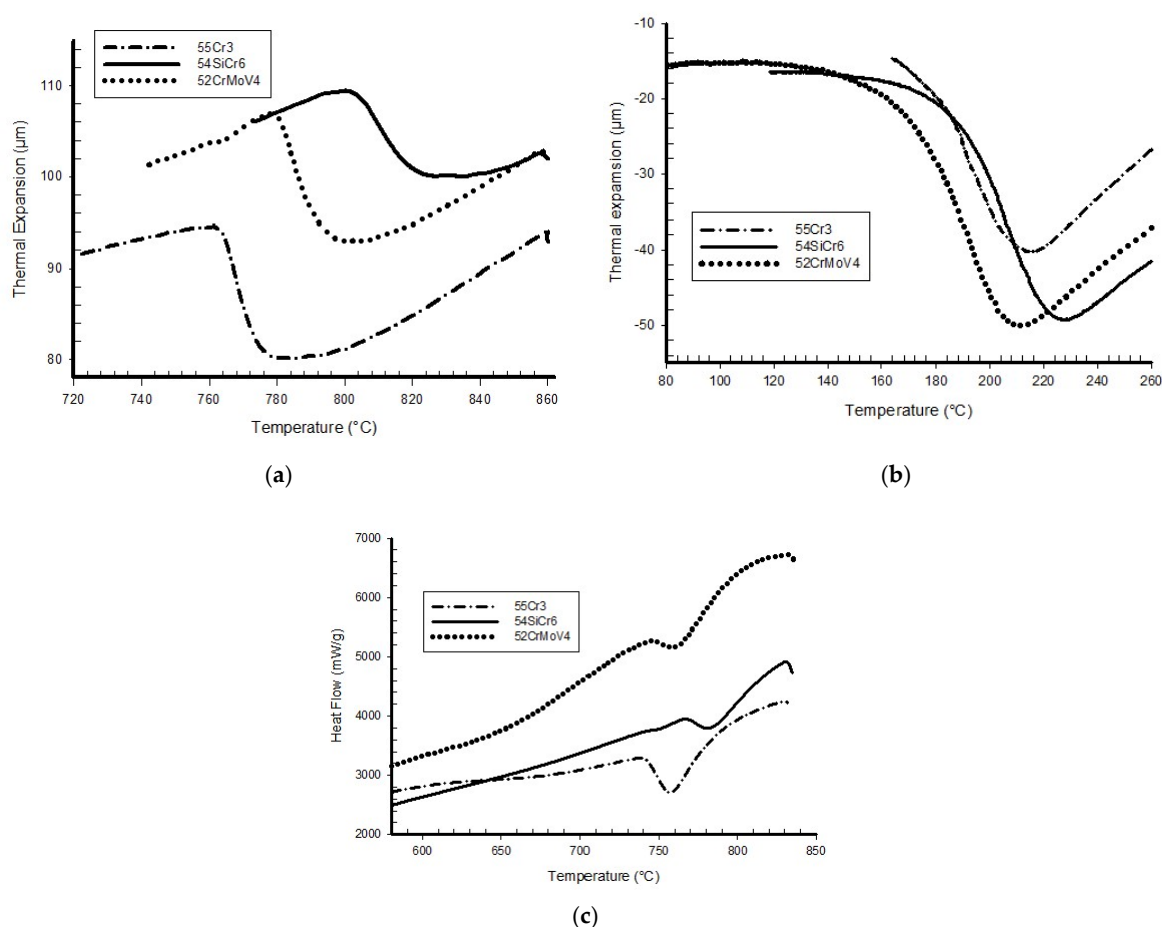 55Cr3
54SiCr6
52CrMoV4
Thermal Expansion (µm)
110
100
90
80
720 740 760 780 800 820 840 860
Temperature (°C)
(a)
-10
-20
-30
-40
-50
Thermal expamsion (µm)
55Cr3
54SiCr6
52CrMoV4
80 100 120 140 160 180 200 220 240 260
Temperature (°C)
(b)
7000
6000
5000
4000
3000
2000
Heat Flow (mW/g)
55Cr3
54SiCr6
52CrMoV4
600 650 700 750 800 850
Temperature (°C)
(c)